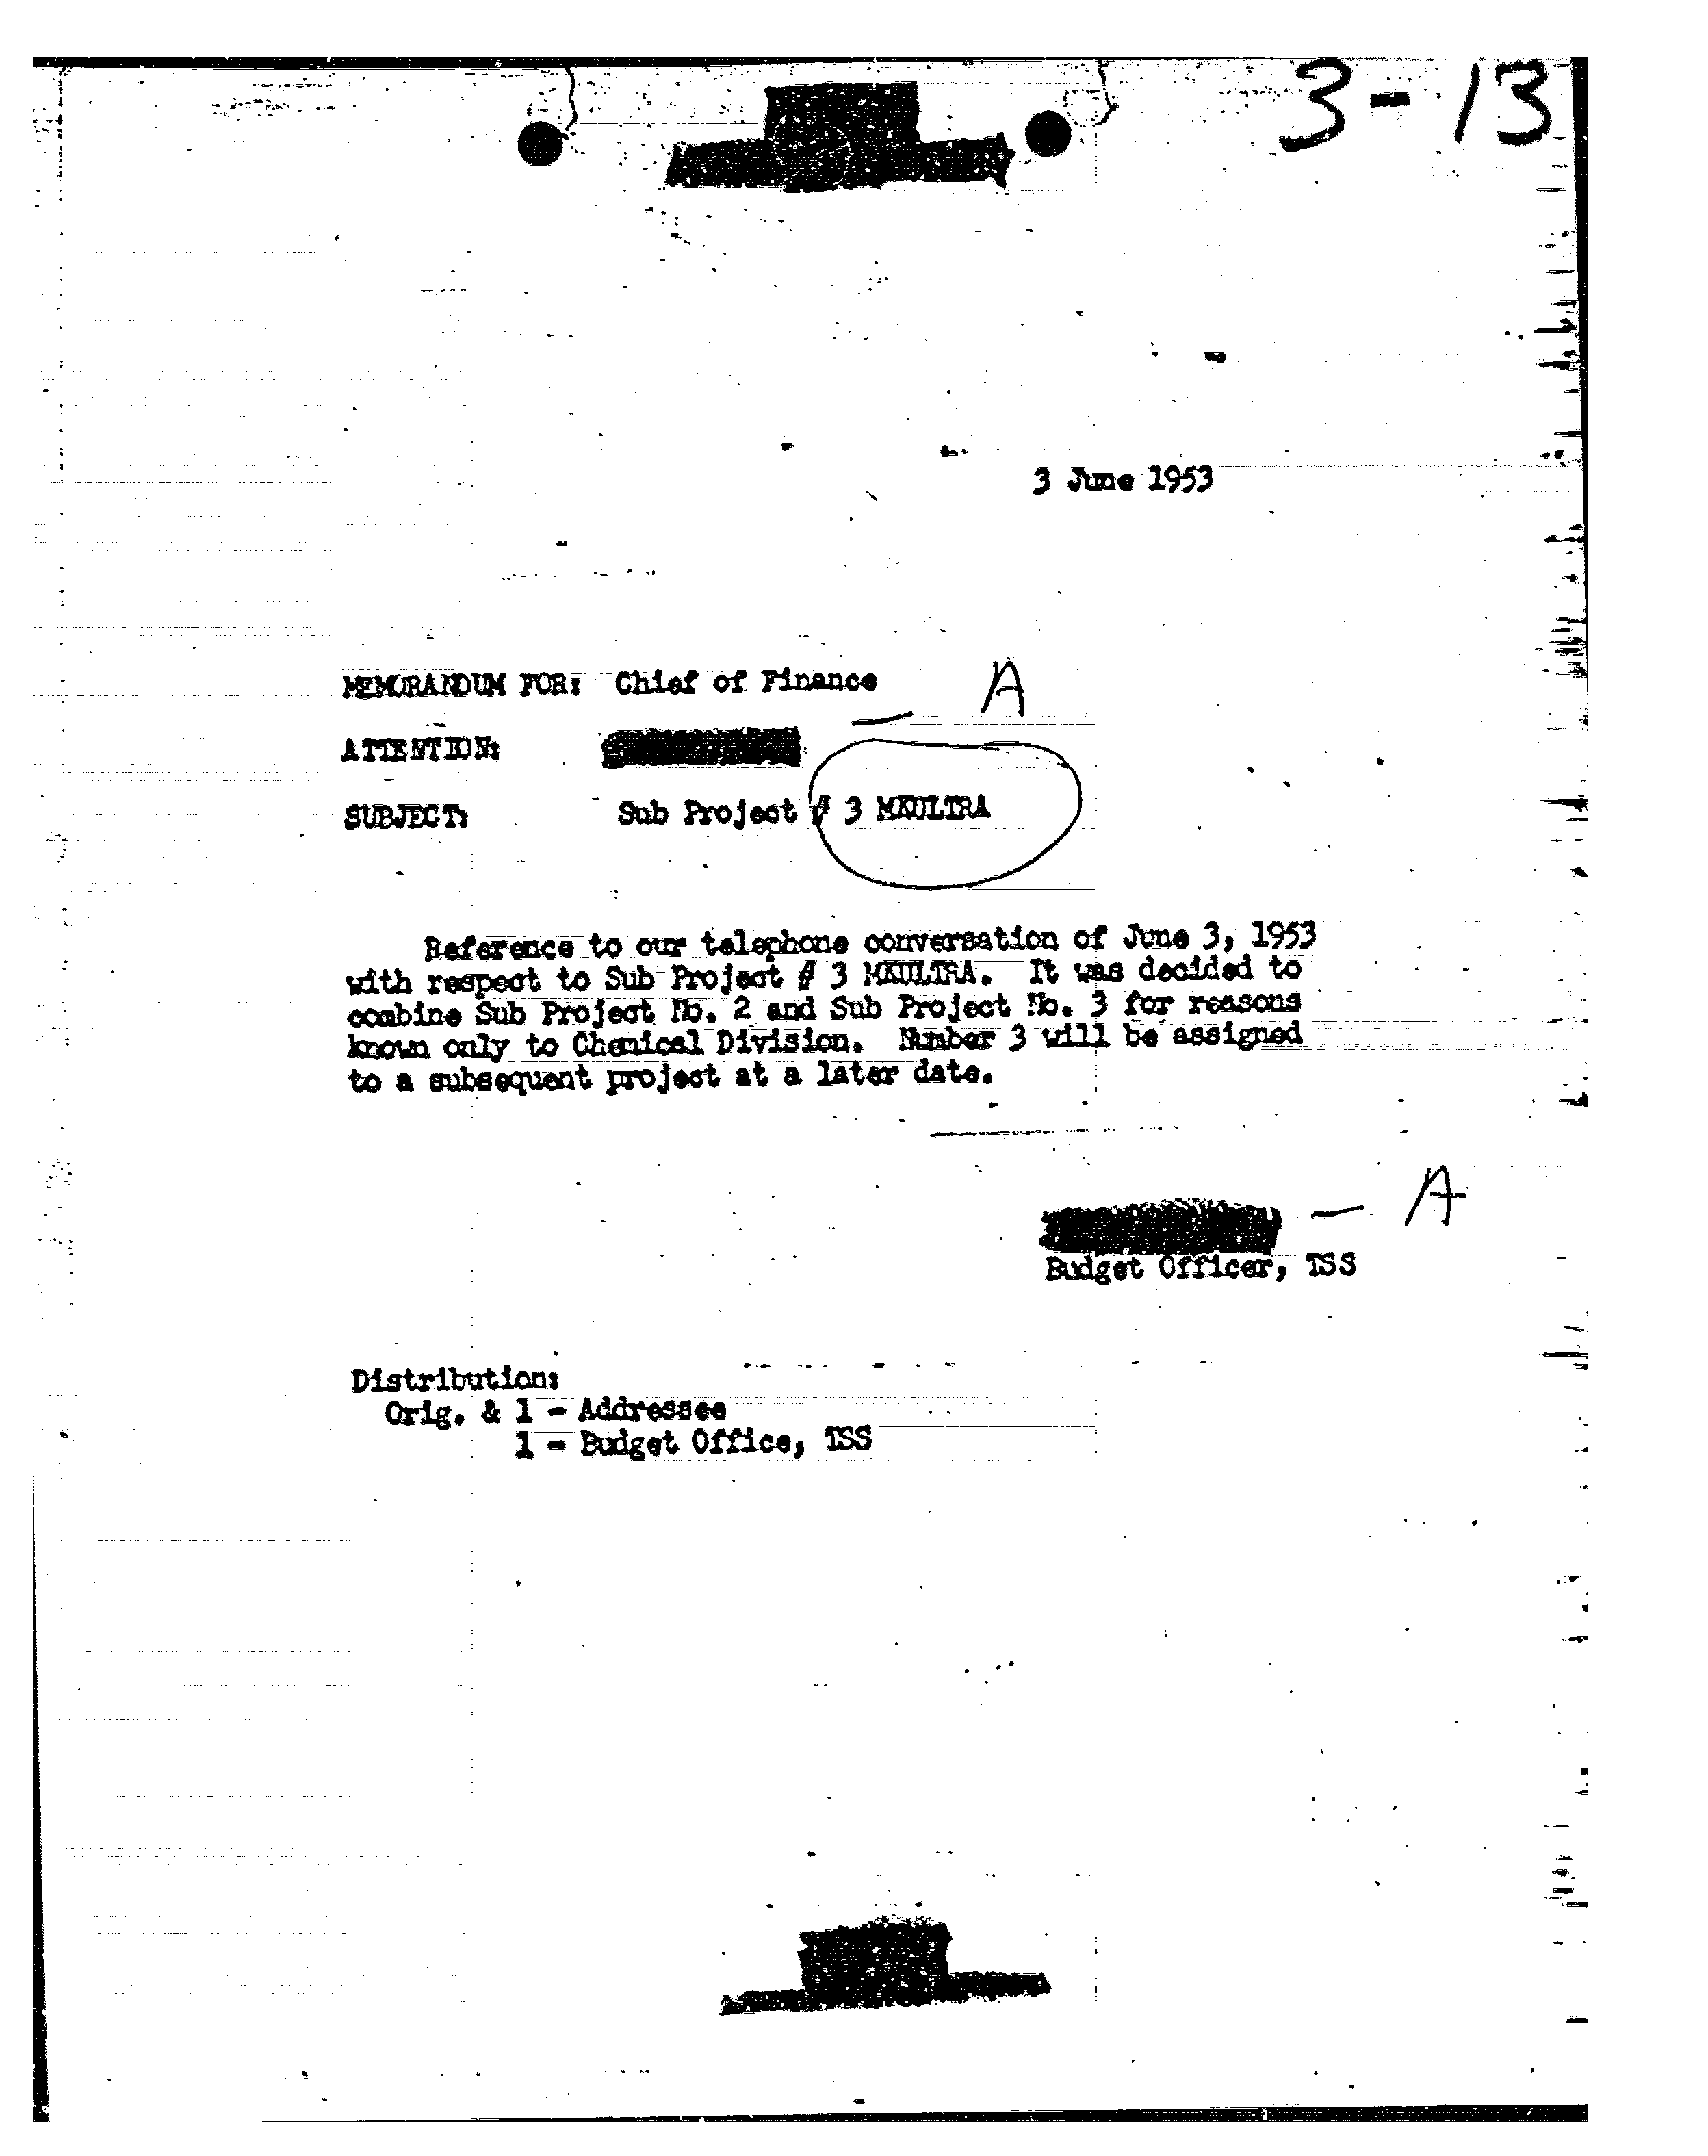 3-13
3 June 1953
MEMORANDUM FOR: Chief of Finance
A
ATTENTION:
SUBJECT: Sub Project # 3 MKULTRA
Reference to our telephone conversation of June 3, 1953
with respect to Sub Project # 3 MKULTRA. It was decided to
combine Sub Project No. 2 and Sub Project No. 3 for reasons
known only to Chemical Division. Number 3 will be assigned
to a subsequent project at a later date.
— A
Budget Officer, TSS
Distribution:
Orig. & 1 - Addressee
1 - Budget Office, TSS